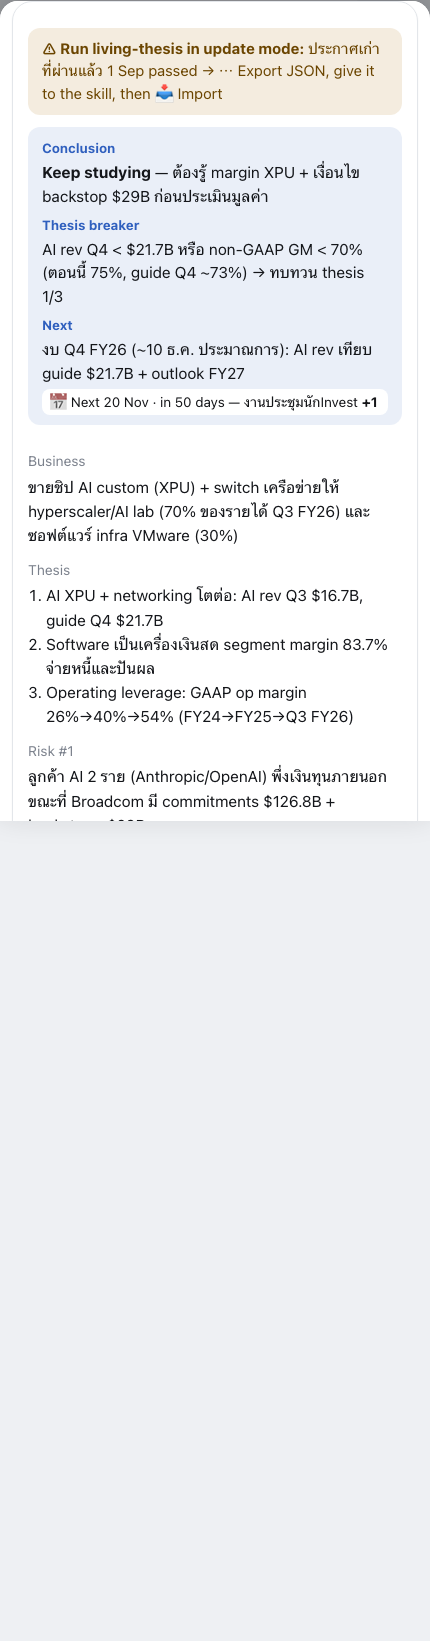 ⚠ Run living-thesis in update mode: ประกาศเก่า
ที่ผ่านแล้ว 1 Sep passed → ··· Export JSON, give it
to the skill, then 📥 Import
Conclusion
Keep studying — ต้องรู้ margin XPU + เงื่อนไข
backstop $29B ก่อนประเมินมูลค่า
Thesis breaker
AI rev Q4 < $21.7B หรือ non-GAAP GM < 70%
(ตอนนี้ 75%, guide Q4 ~73%) → ทบทวน thesis
1/3
Next
งบ Q4 FY26 (~10 ธ.ค. ประมาณการ): AI rev เทียบ
guide $21.7B + outlook FY27
📅 Next 20 Nov · in 50 days — งานประชุมนักInvest +1
Business
ขายชิป AI custom (XPU) + switch เครือข่ายให้
hyperscaler/AI lab (70% ของรายได้ Q3 FY26) และ
ซอฟต์แวร์ infra VMware (30%)
Thesis
1. AI XPU + networking โตต่อ: AI rev Q3 $16.7B,
guide Q4 $21.7B
2. Software เป็นเครื่องเงินสด segment margin 83.7%
จ่ายหนี้และปันผล
3. Operating leverage: GAAP op margin
26%→40%→54% (FY24→FY25→Q3 FY26)
Risk #1
ลูกค้า AI 2 ราย (Anthropic/OpenAI) พึ่งเงินทุนภายนอก
ขณะที่ Broadcom มี commitments $126.8B +